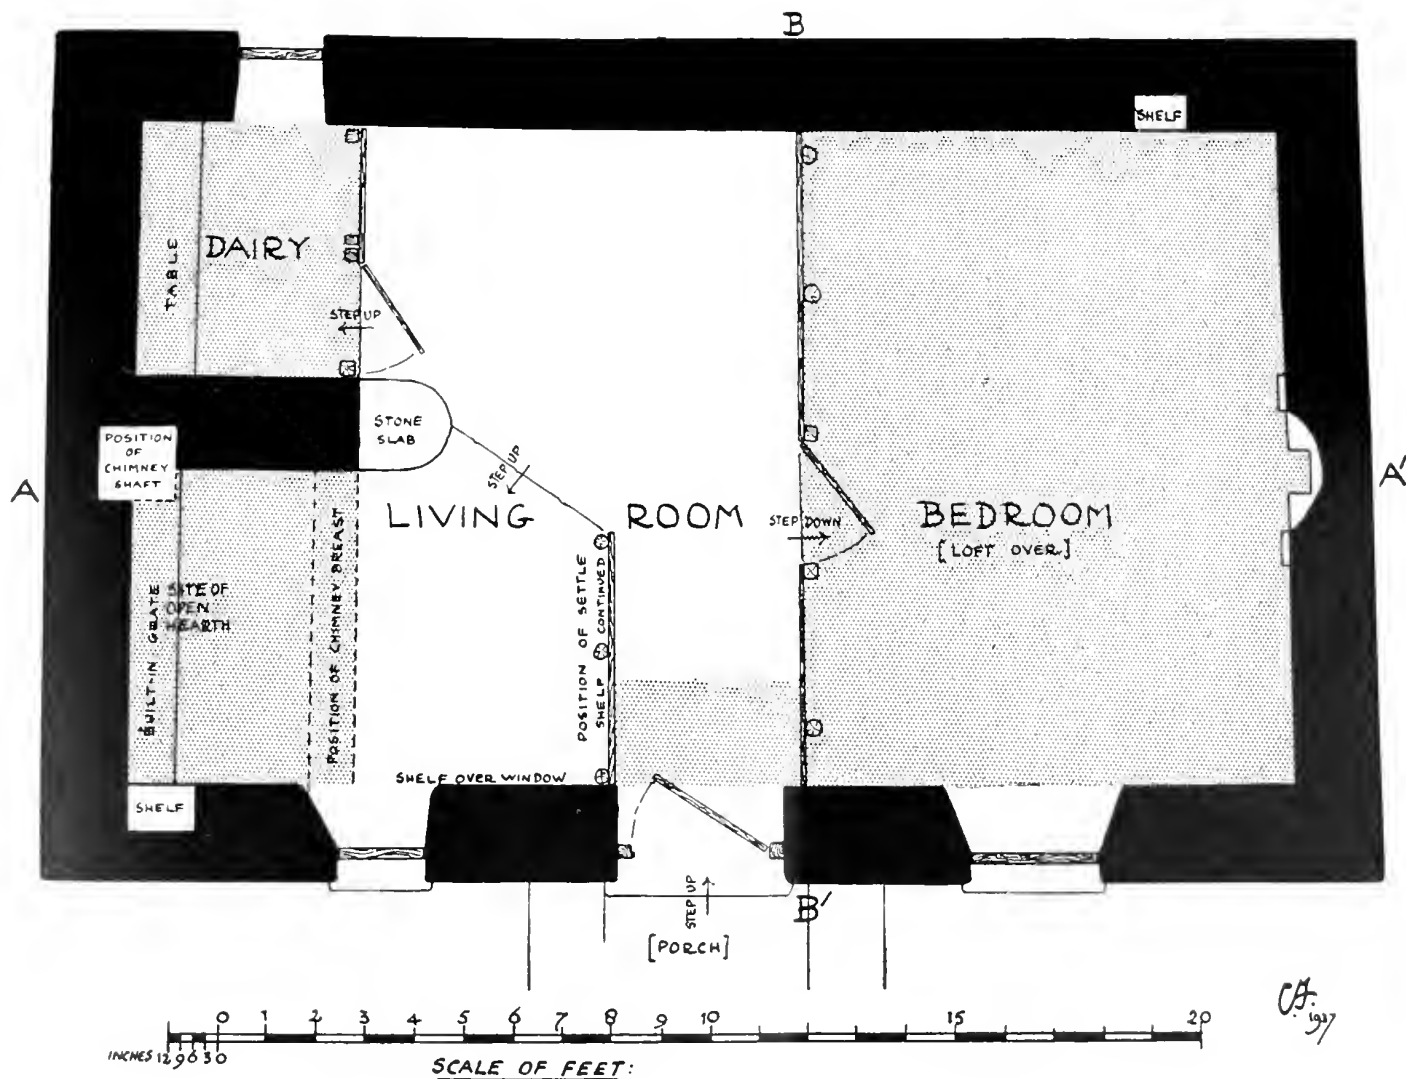 B
SHELF
DAIRY
TABLE
STEP UP
STONE
SLAB
POSITION
OF
CHIMNEY
SHAFT
STEP UP
A
A'
LIVING ROOM
STEP DOWN
BEDROOM
[LOFT OVER]
BUILT-IN GRATE
SITE OF
OPEN
HEARTH
POSITION OF CHIMNEY BREAST
POSITION OF SETTLE
SHELF CONTINUED
SHELF OVER WINDOW
SHELF
STEP UP
B'
[PORCH]
0 1 2 3 4 5 6 7 8 9 10 15 20
INCHES 12 9 6 3 0
SCALE OF FEET:
1937